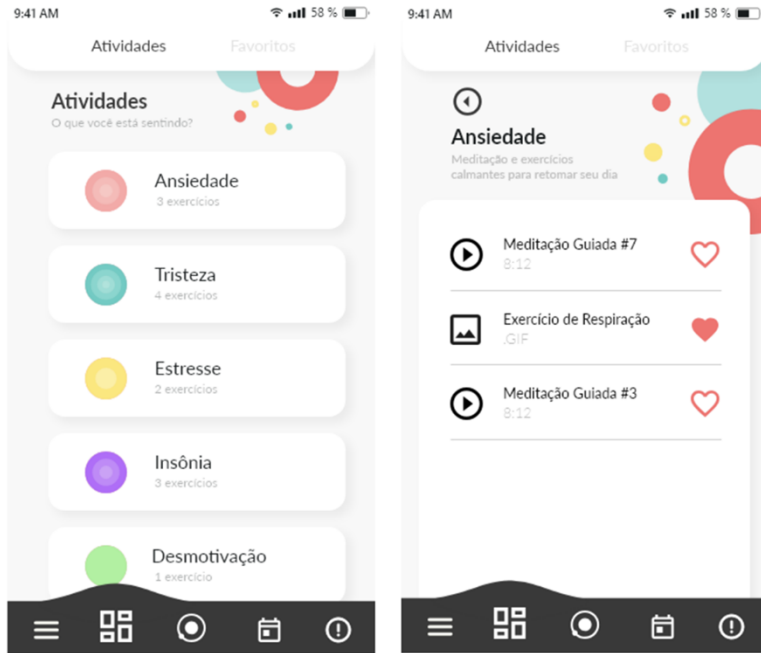 9:41 AM 58 %
Atividades Favoritos
Atividades
O que você está sentindo?
Ansiedade
3 exercícios
Tristeza
4 exercícios
Estresse
2 exercícios
Insônia
3 exercícios
Desmotivação
1 exercício
9:41 AM 58 %
Atividades Favoritos
Ansiedade
Meditação e exercícios
calmantes para retomar seu dia
Meditação Guiada #7
8:12
Exercício de Respiração
.GIF
Meditação Guiada #3
8:12